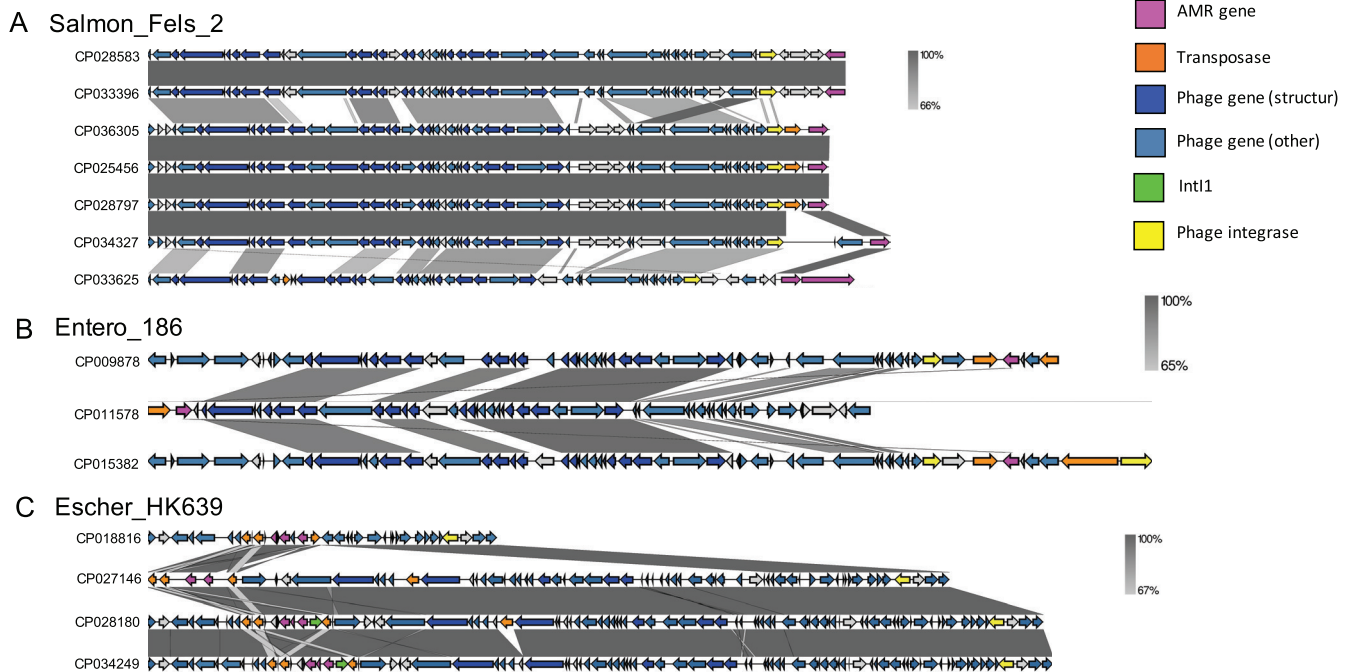 A Salmon_Fels_2
CP028583
CP033396
CP036305
CP025456
CP028797
CP034327
CP033625
100%
66%
AMR gene
Transposase
Phage gene (structur)
Phage gene (other)
IntI1
Phage integrase
B Entero_186
CP009878
CP011578
CP015382
100%
65%
C Escher_HK639
CP018816
CP027146
CP028180
CP034249
100%
67%